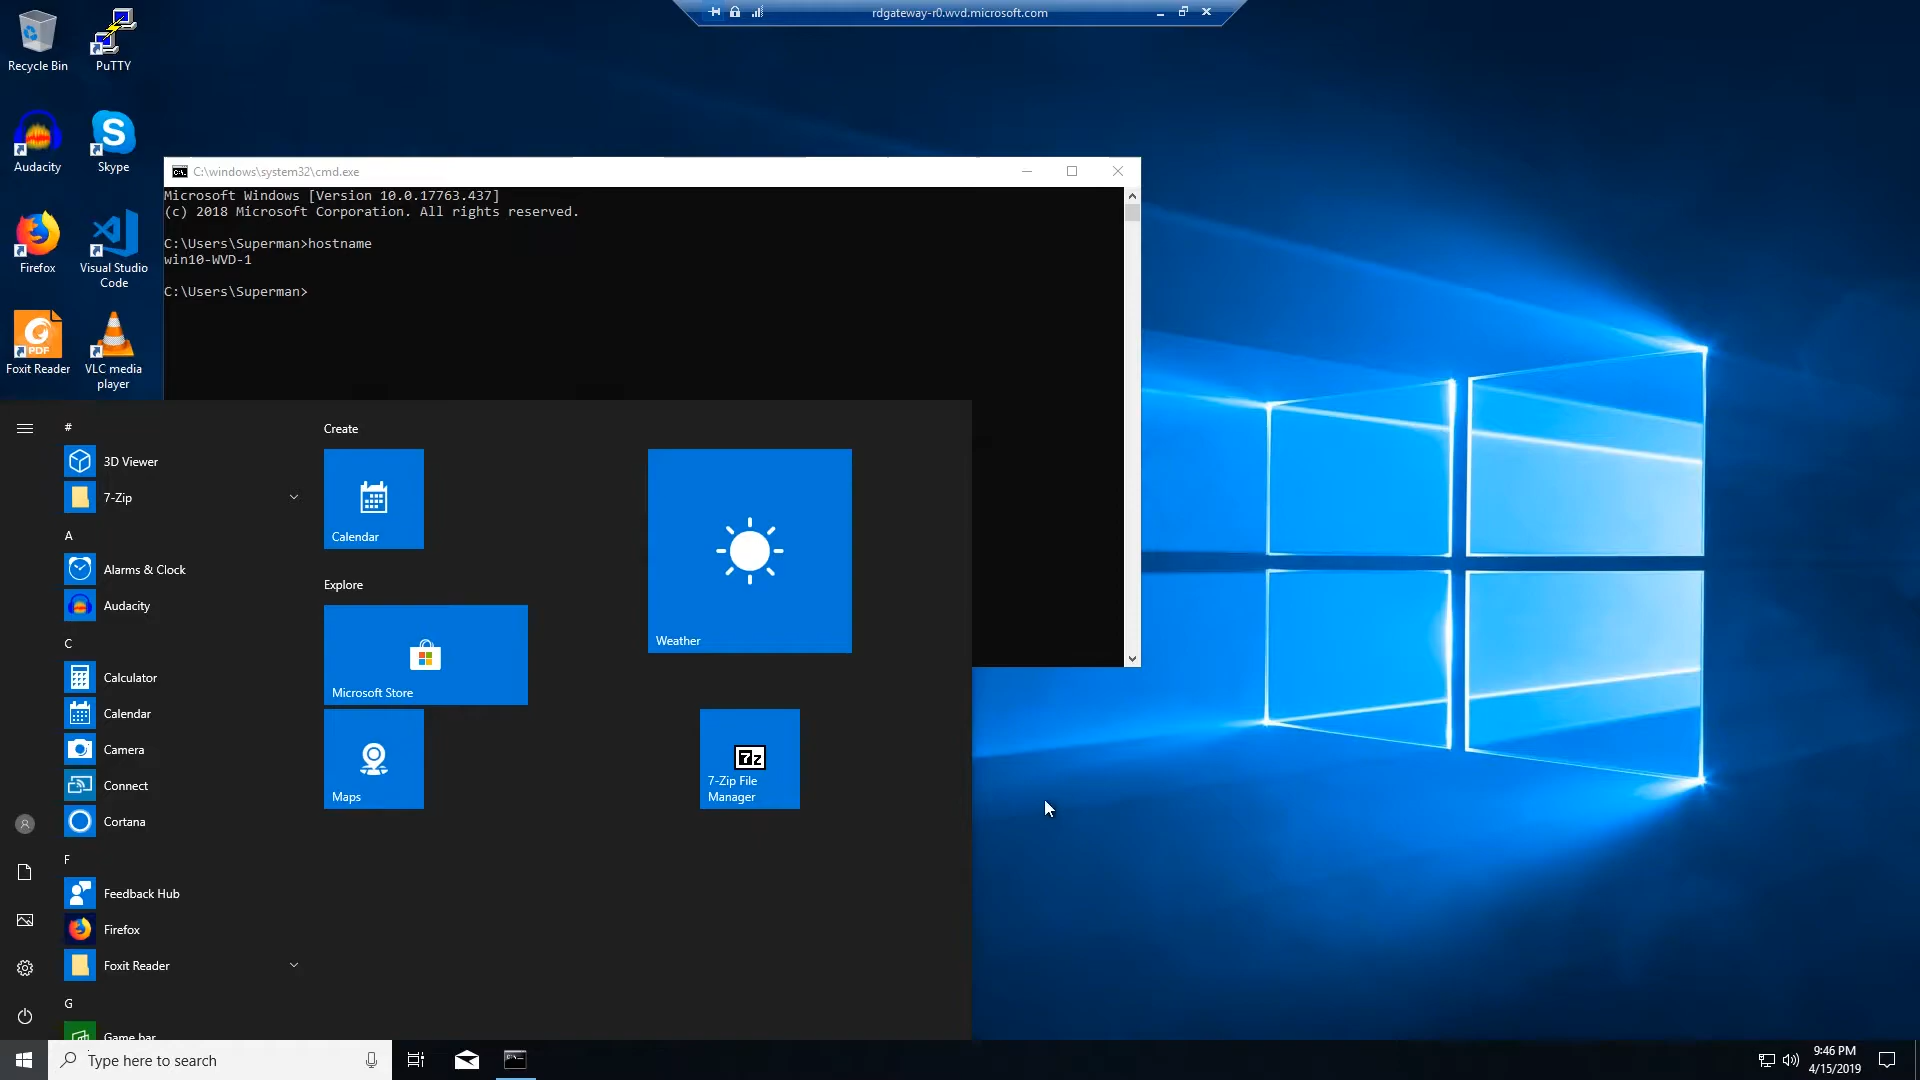 rdgateway-r0.wvd.microsoft.com
Recycle Bin
PuTTY
Audacity
Skype
Firefox
Visual Studio
Code
PDF
Foxit Reader
VLC media
player
C:\windows\system32\cmd.exe
Microsoft Windows [Version 10.0.17763.437]
(c) 2018 Microsoft Corporation. All rights reserved.
C:\Users\Superman>hostname
win10-WVD-1
C:\Users\Superman>
#
3D Viewer
7-Zip
A
Alarms & Clock
Audacity
C
Calculator
Calendar
Camera
Connect
Cortana
F
Feedback Hub
Firefox
Foxit Reader
G
Game bar
Create
Calendar
Explore
Microsoft Store
Maps
Weather
7z
7-Zip File
Manager
Type here to search
9:46 PM
4/15/2019